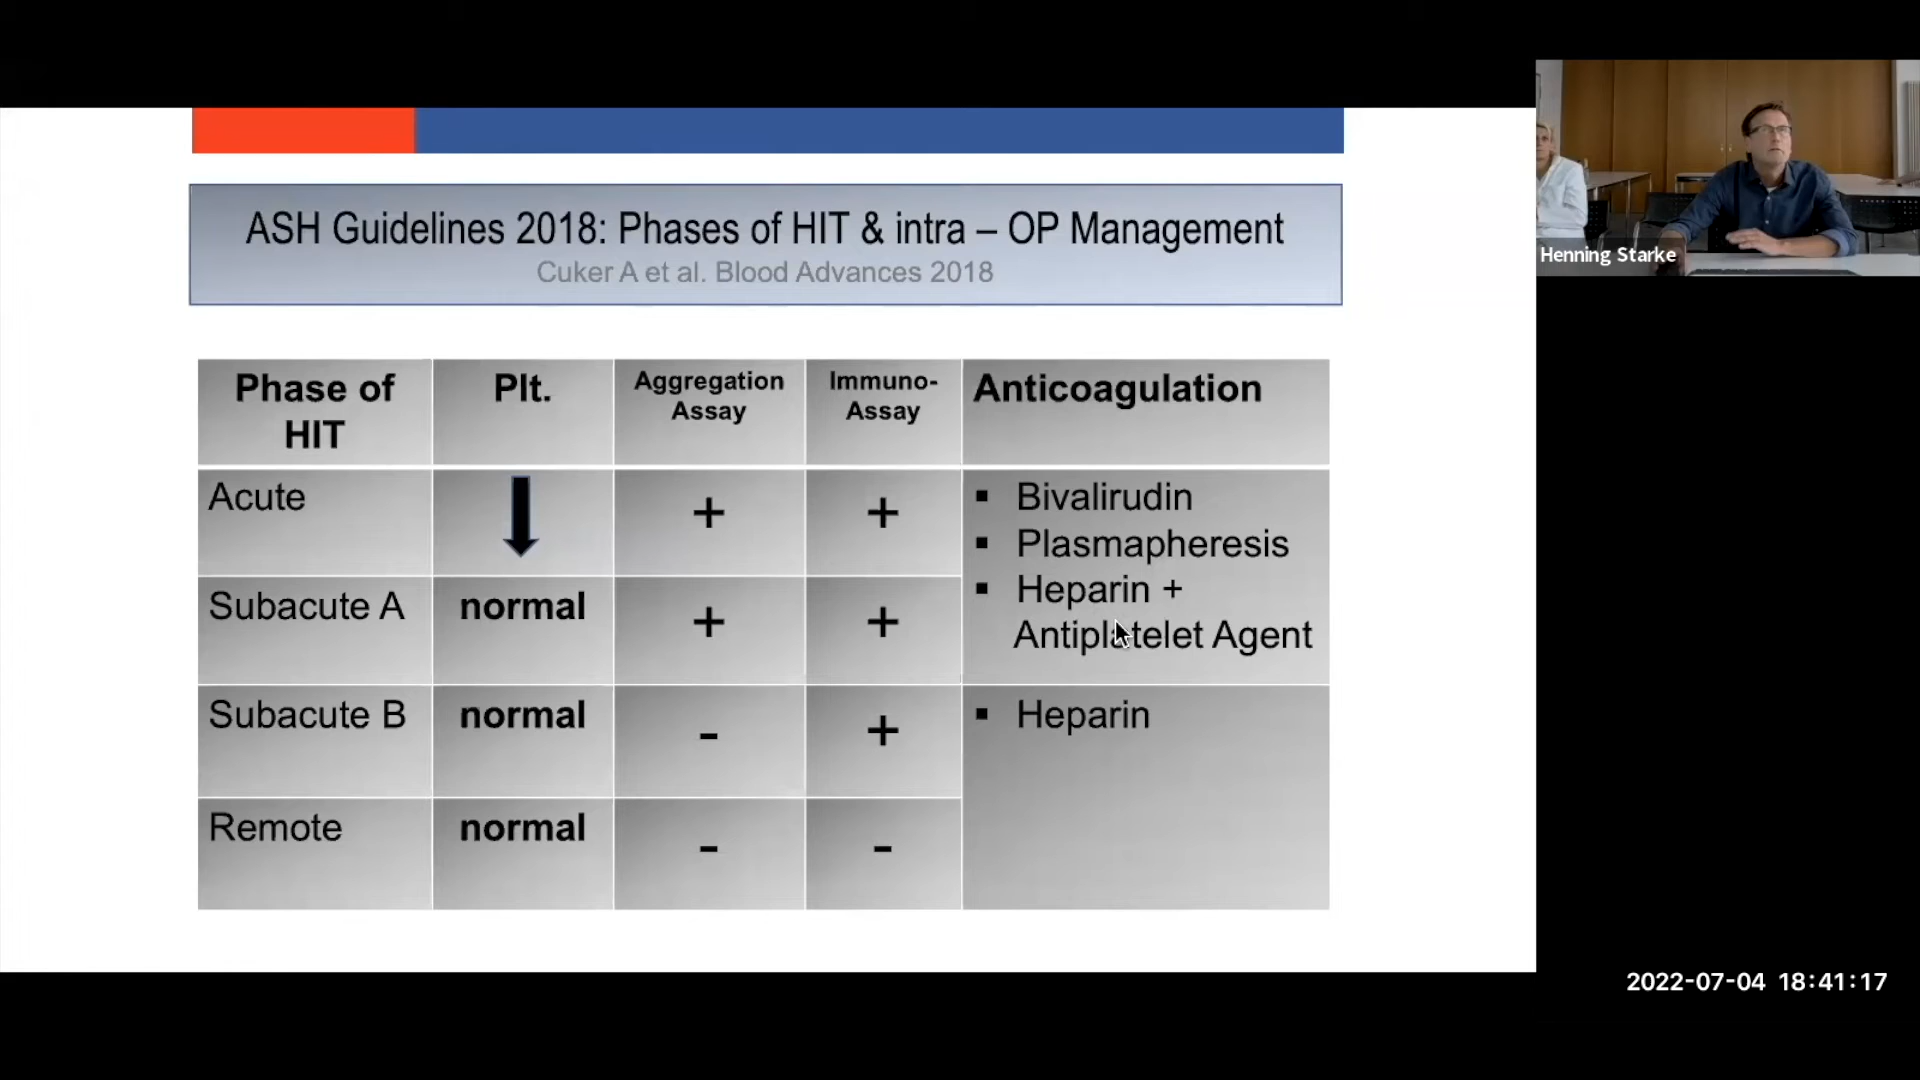 ASH Guidelines 2018: Phases of HIT & intra – OP Management
Cuker A et al. Blood Advances 2018
Henning Starke
Phase of
HIT
Plt.
Aggregation
Assay
Immuno-
Assay
Anticoagulation
Acute
+
+
▪ Bivalirudin
▪ Plasmapheresis
▪ Heparin +
Antiplatelet Agent
Subacute A
normal
+
+
Subacute B
normal
-
+
▪ Heparin
Remote
normal
-
-
2022-07-04 18:41:17